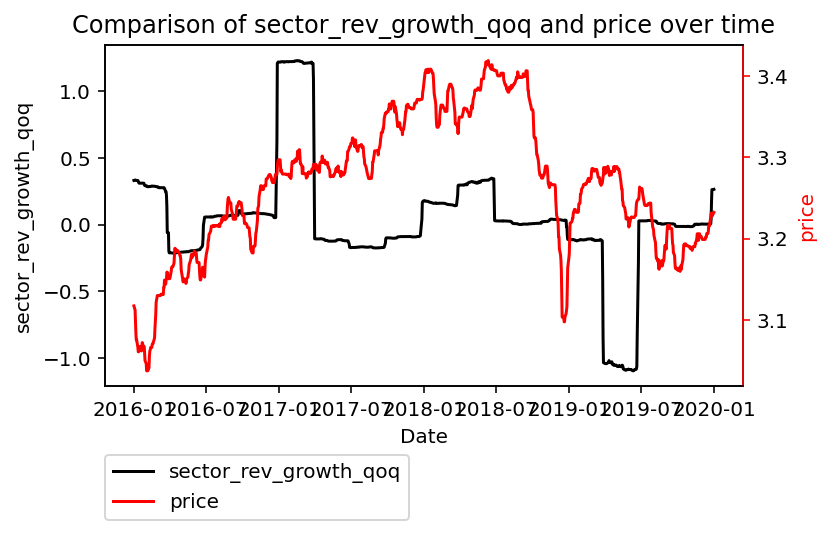 Comparison of sector_rev_growth_qoq and price over time
sector_rev_growth_qoq
1.0
0.5
0.0
−0.5
−1.0
3.4
3.3
3.2
3.1
price
2016-01 2016-07 2017-01 2017-07 2018-01 2018-07 2019-01 2019-07 2020-01
Date
sector_rev_growth_qoq
price